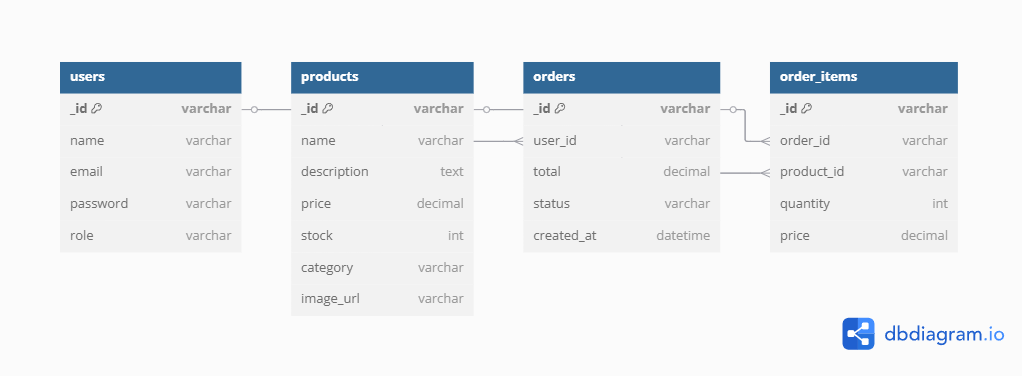 users
_id varchar
name varchar
email varchar
password varchar
role varchar
products
_id varchar
name varchar
description text
price decimal
stock int
category varchar
image_url varchar
orders
_id varchar
user_id varchar
total decimal
status varchar
created_at datetime
order_items
_id varchar
order_id varchar
product_id varchar
quantity int
price decimal
dbdiagram.io